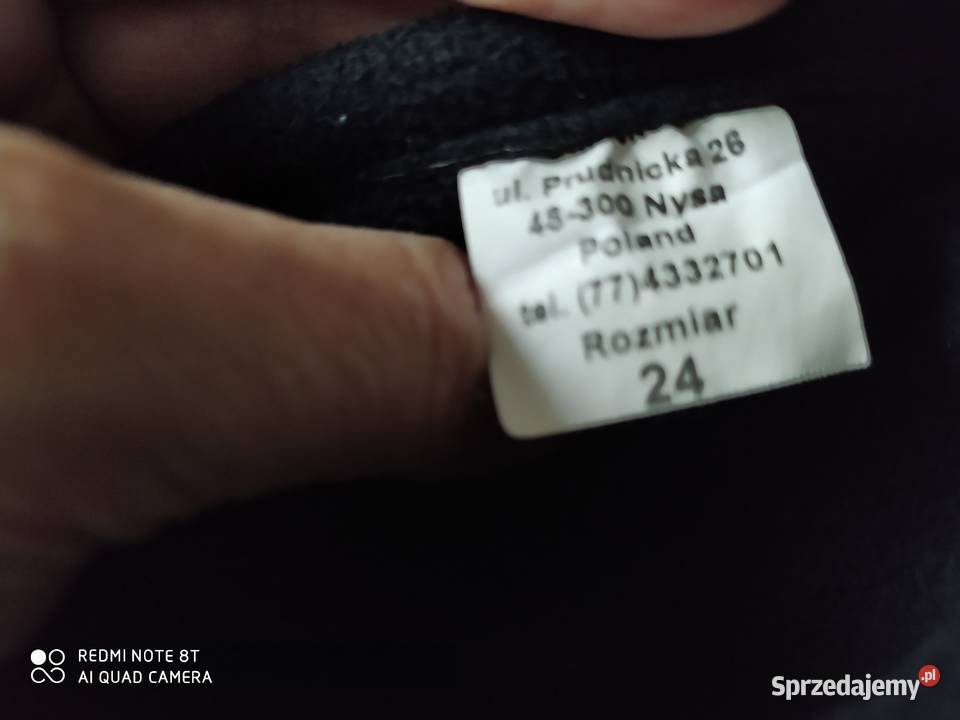 ul. Prudnicka 26
48-300 Nysa
Poland
tel. (77)4332701
Rozmiar
24
REDMI NOTE 8T
AI QUAD CAMERA
Sprzedajemy.pl